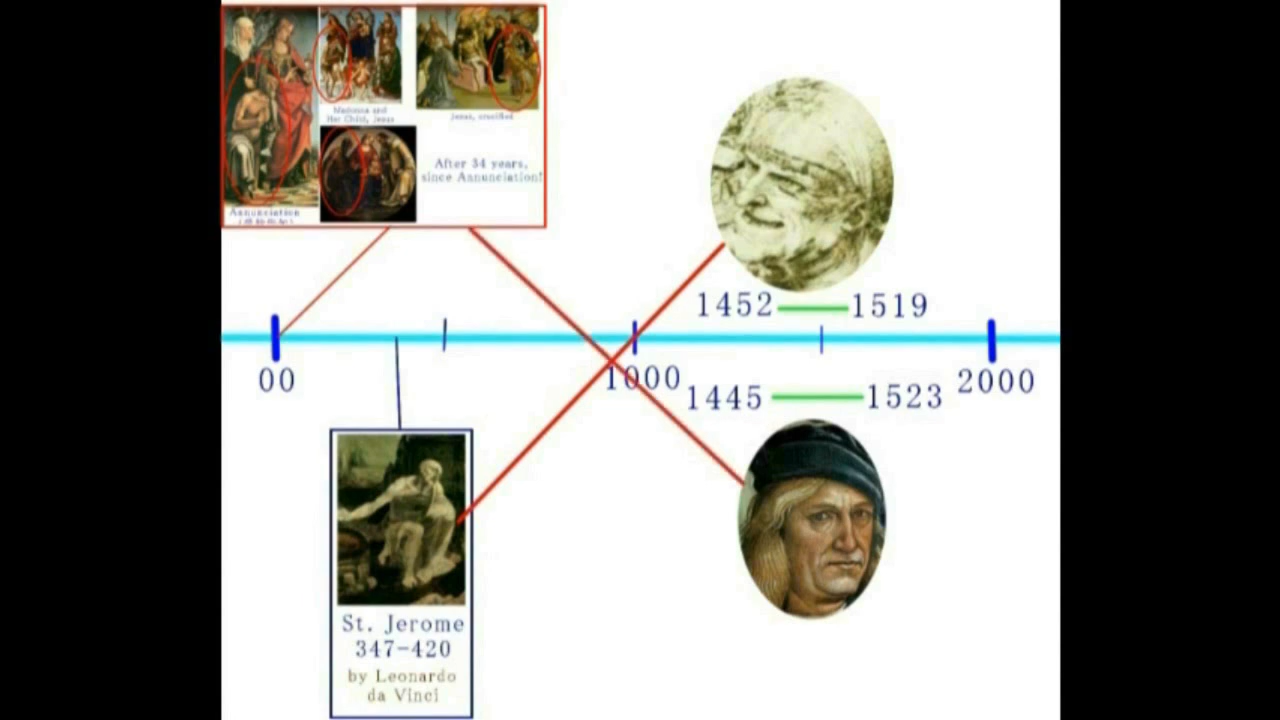 Madonna and
Her Child, Jesus
Jesus, crucified
After 34 years,
since Annunciation!
Annunciation
1452
1519
00
1000
2000
1445
1523
St. Jerome
347-420
by Leonardo
da Vinci